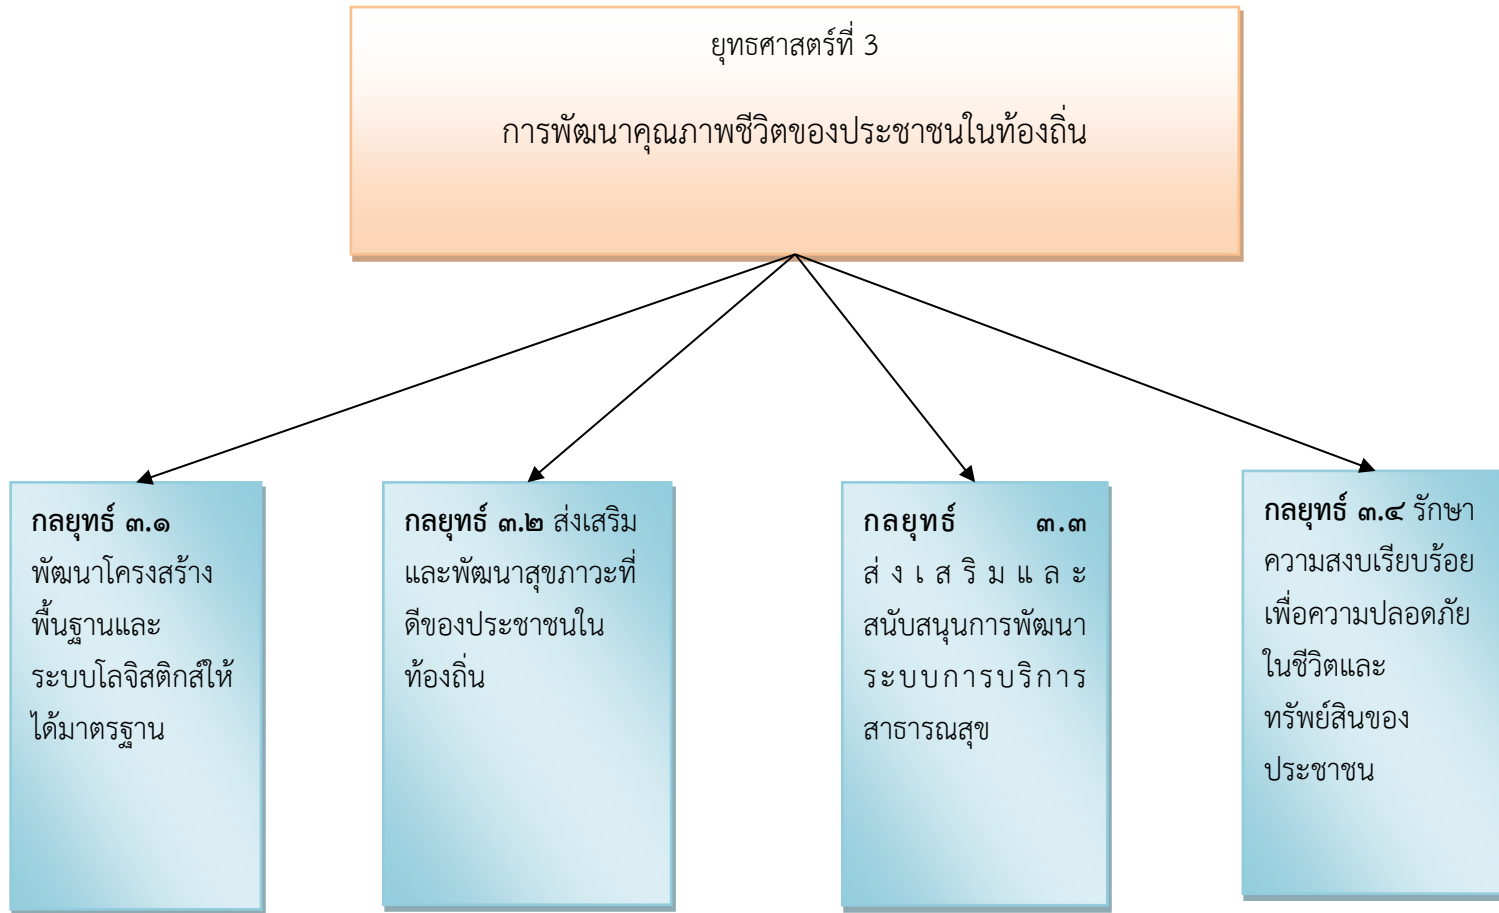 ยุทธศาสตร์ที่ 3
การพัฒนาคุณภาพชีวิตของประชาชนในท้องถิ่น
กลยุทธ์ ๓.๑
พัฒนาโครงสร้าง
พื้นฐานและ
ระบบโลจิสติกส์ให้
ได้มาตรฐาน
กลยุทธ์ ๓.๒ ส่งเสริม
และพัฒนาสุขภาวะที่
ดีของประชาชนใน
ท้องถิ่น
กลยุทธ์ ๓.๓
ส่งเสริมและ
สนับสนุนการพัฒนา
ระบบการบริการ
สาธารณสุข
กลยุทธ์ ๓.๔ รักษา
ความสงบเรียบร้อย
เพื่อความปลอดภัย
ในชีวิตและ
ทรัพย์สินของ
ประชาชน